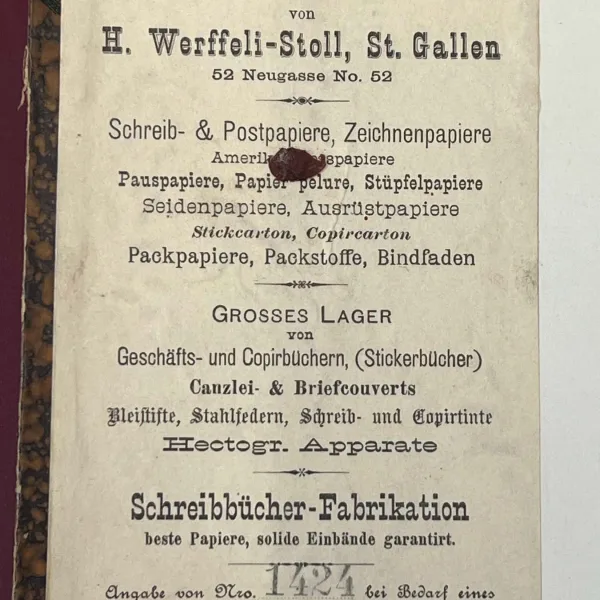 von
H. Werffeli-Stoll, St. Gallen
52 Neugasse No. 52
Schreib- & Postpapiere, Zeichnenpapiere
Pauspapiere, Papier pelure, Stüpfelpapiere
Seidenpapiere, Ausrüstpapiere
Stickcarton, Copircarton
Packpapiere, Packstoffe, Bindfaden
GROSSES LAGER
von
Geschäfts- und Copirbüchern, (Stickerbücher)
Canzlei- & Briefcouverts
Bleistifte, Stahlfedern, Schreib- und Copirtinte
Hectogr. Apparate
Schreibbücher-Fabrikation
beste Papiere, solide Einbände garantirt.
Angabe von Nro. 1424 bei Bedarf eines